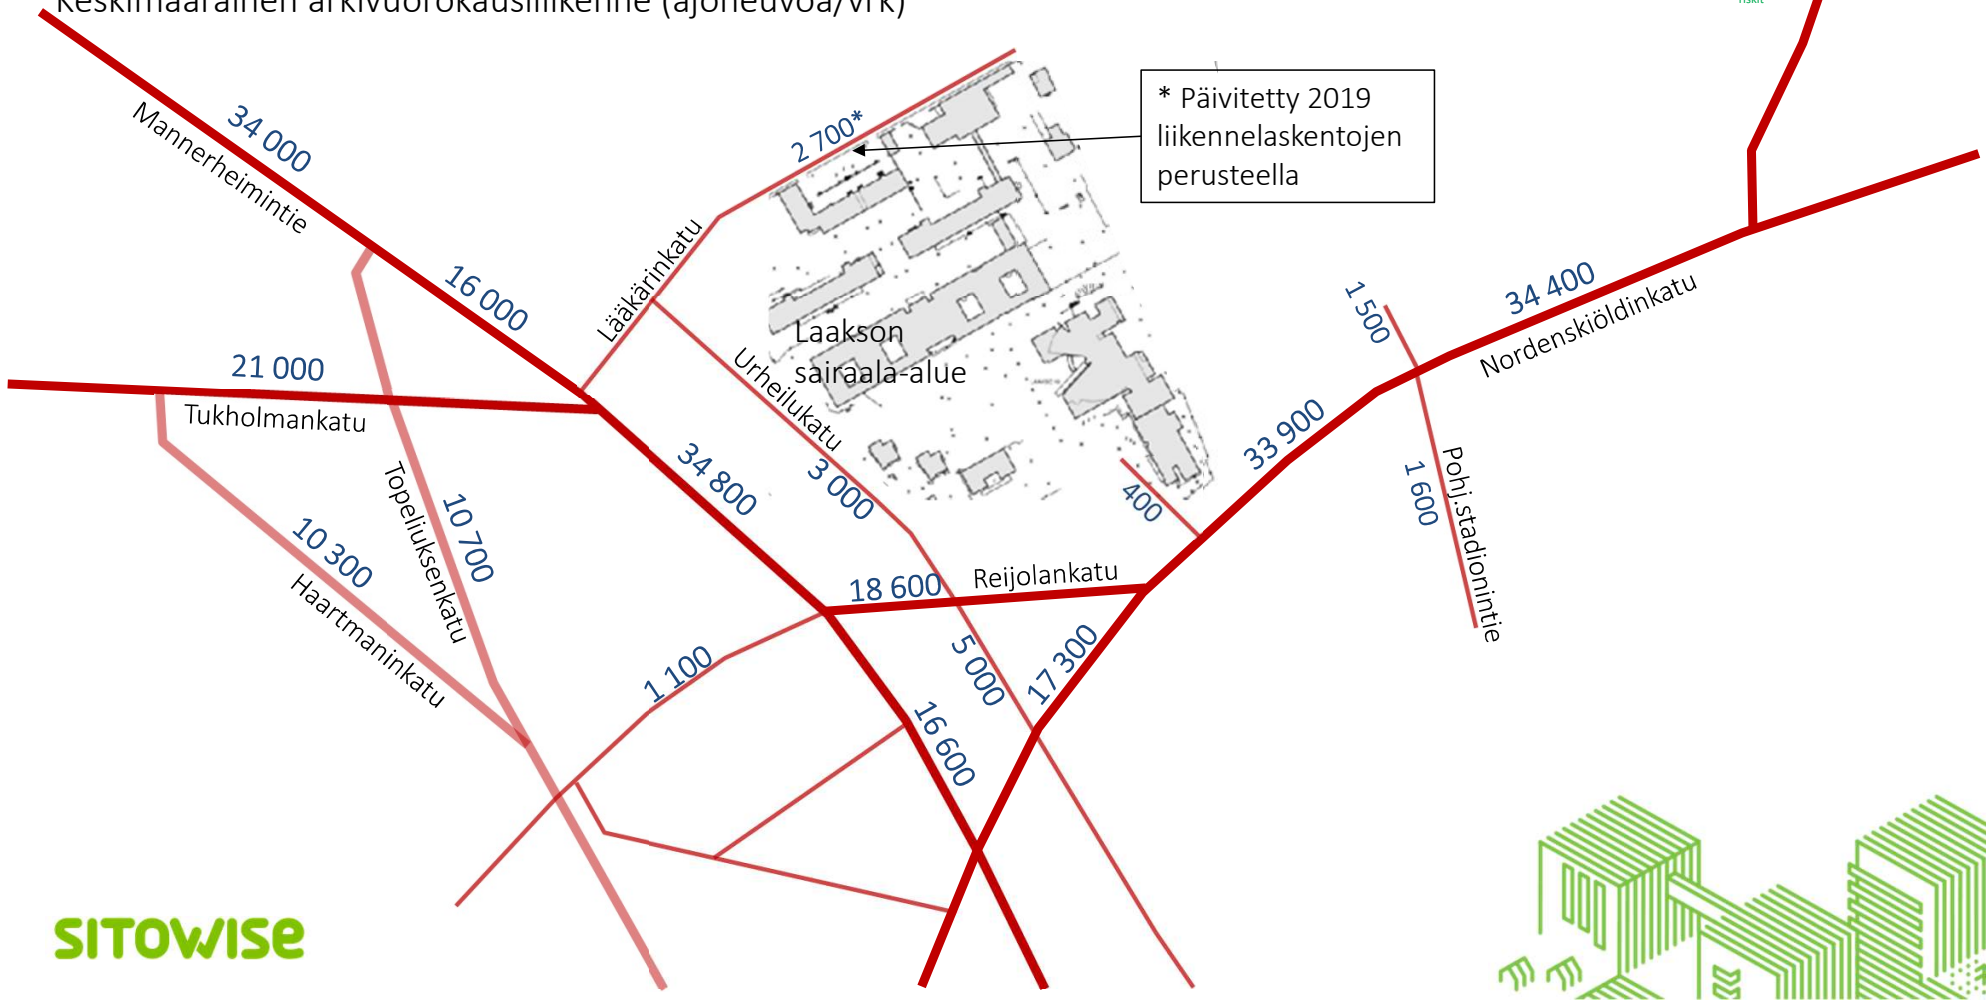 Keskimääräinen arkivuorokausiliikenne (ajoneuvoa/vrk)
riskit
34 000
Mannerheimintie
2 700*
* Päivitetty 2019
liikennelaskentojen
perusteella
16 000
Lääkärinkatu
21 000
Tukholmankatu
Laakson
sairaala-alue
Urheilukatu
3 000
34 800
1 500
34 400
Nordenskiöldinkatu
33 900
400
Pohj.stadionintie
1 600
10 700
Topeliuksenkatu
10 300
Haartmaninkatu
18 600
Reijolankatu
5 000
17 300
1 100
16 600
SITOWISE